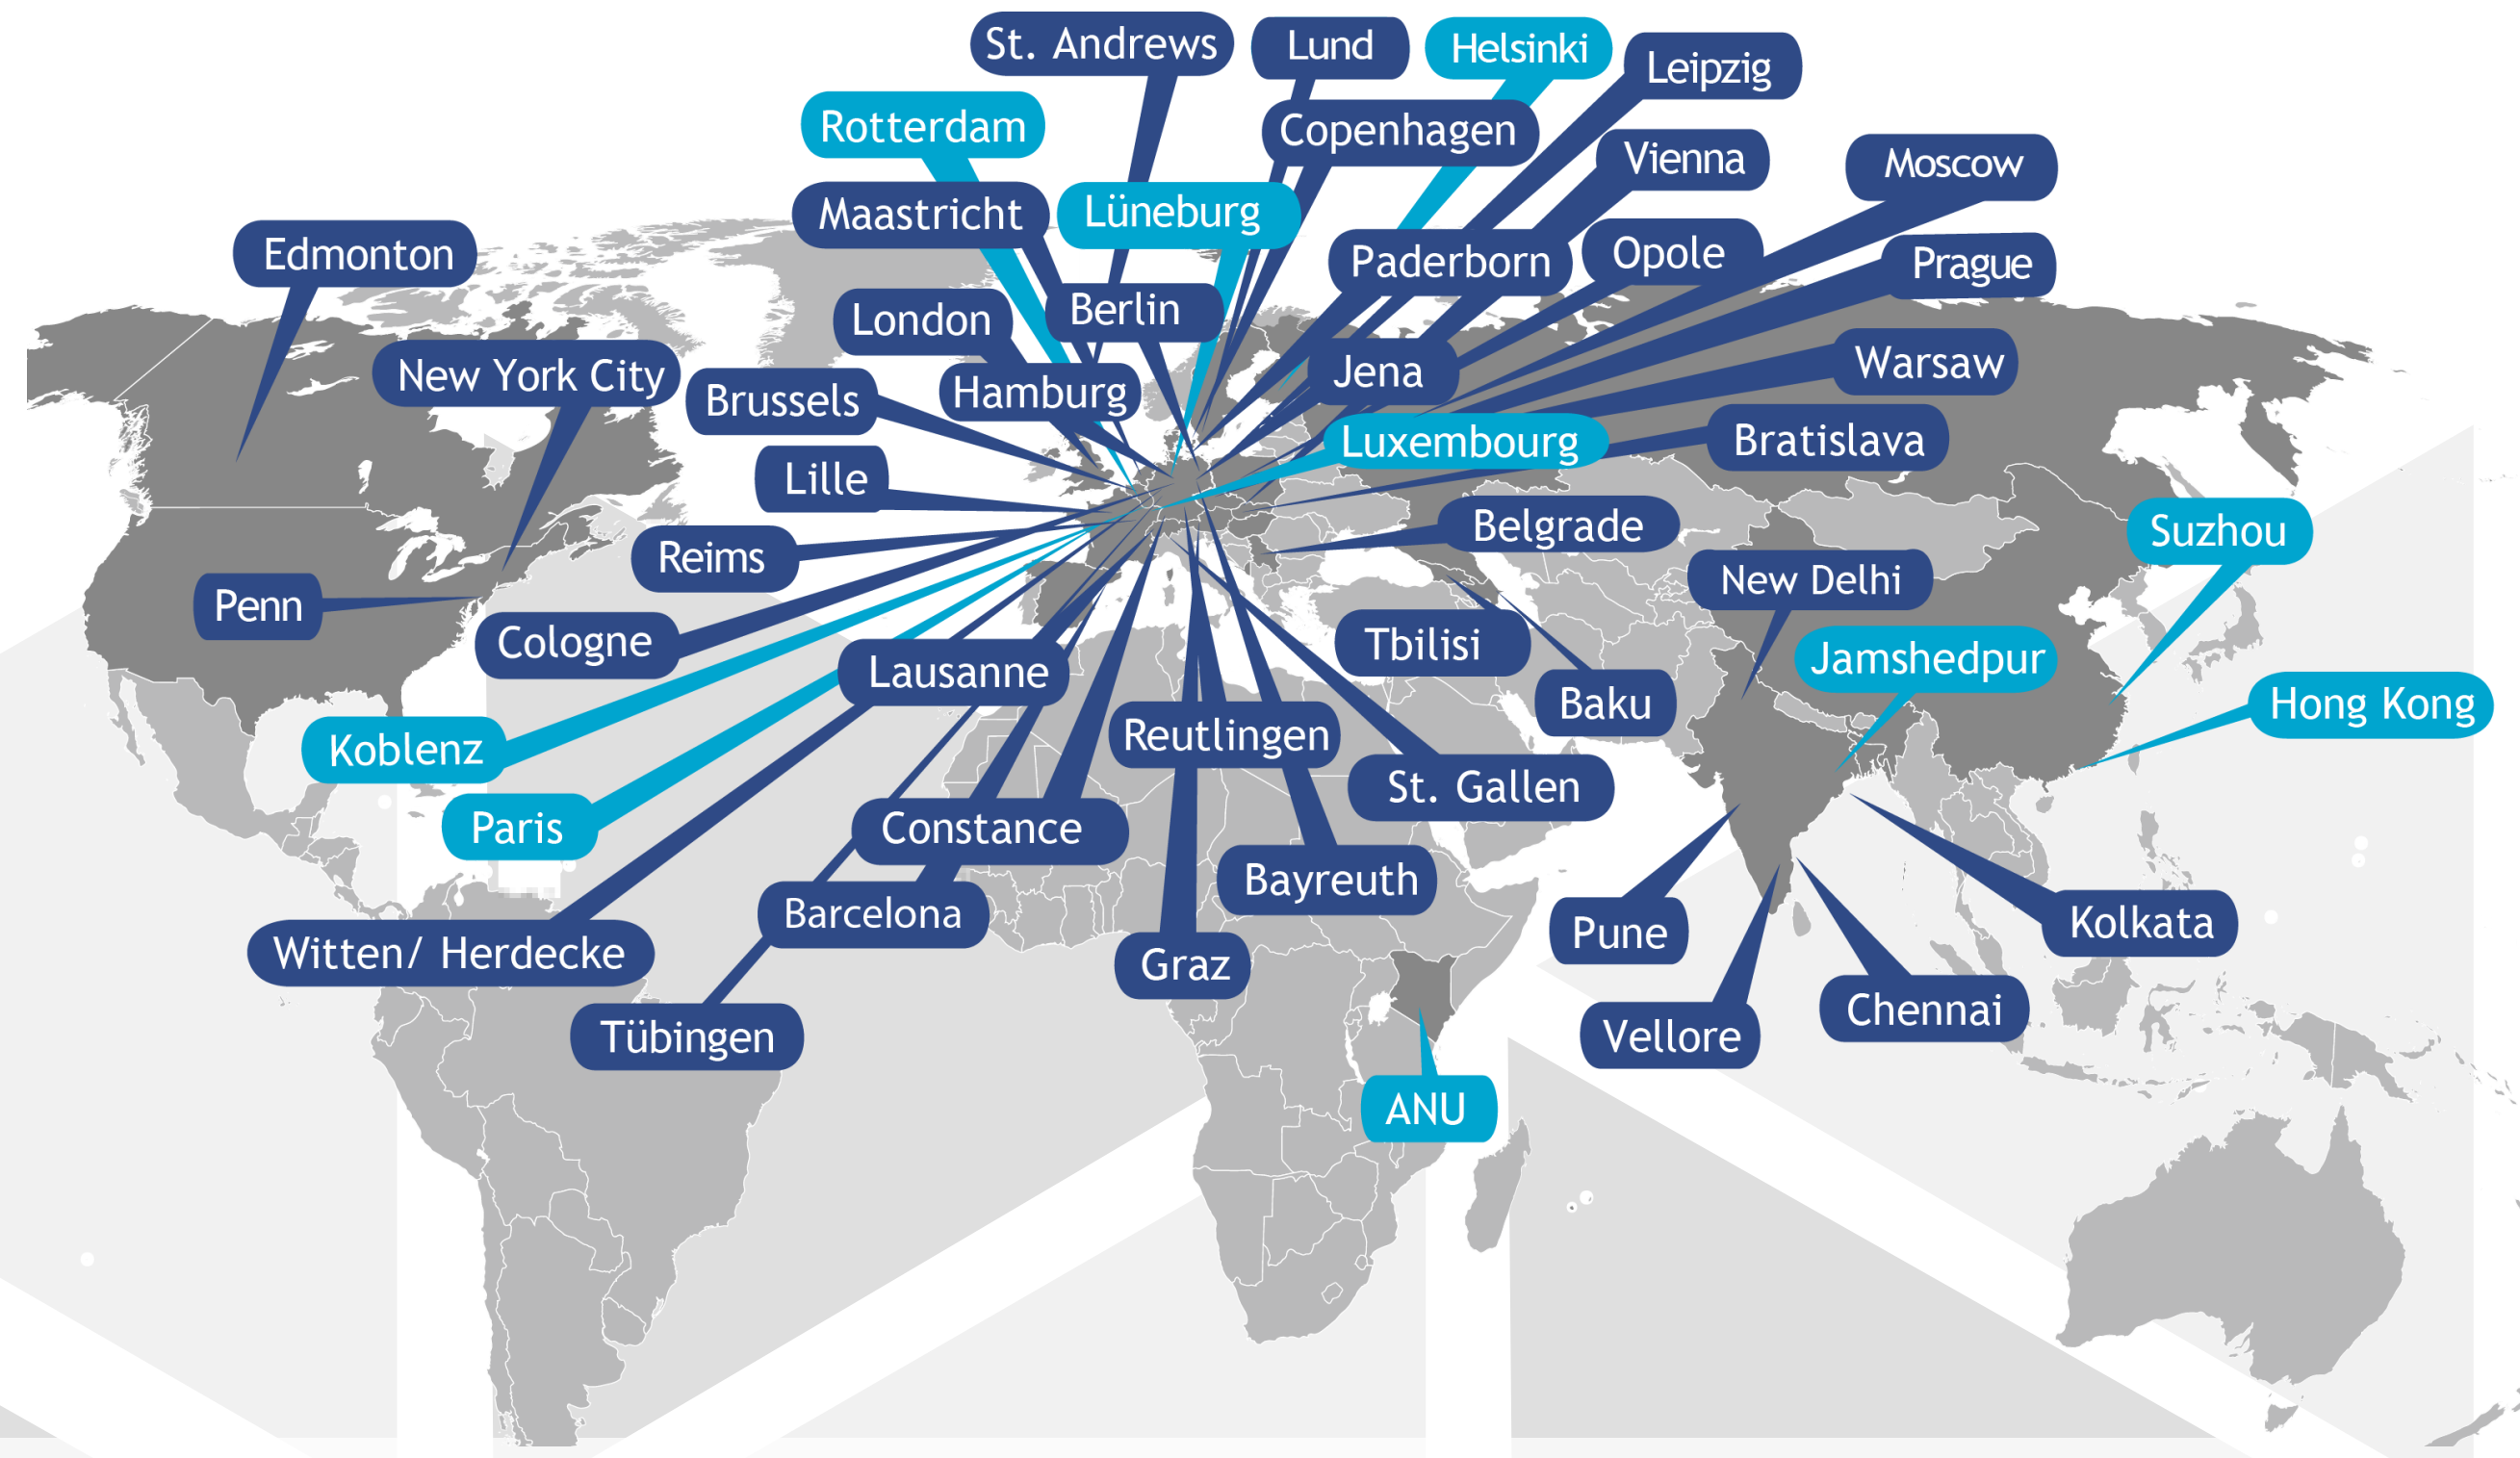 St. Andrews
Lund
Helsinki
Leipzig
Rotterdam
Copenhagen
Vienna
Moscow
Maastricht
Lüneburg
Edmonton
Paderborn
Opole
Prague
London
Berlin
New York City
Brussels
Hamburg
Jena
Warsaw
Luxembourg
Bratislava
Lille
Reims
Belgrade
Suzhou
Penn
Cologne
New Delhi
Lausanne
Tbilisi
Jamshedpur
Baku
Hong Kong
Koblenz
Reutlingen
Paris
Constance
St. Gallen
Barcelona
Bayreuth
Witten/ Herdecke
Graz
Pune
Kolkata
Tübingen
Vellore
Chennai
ANU